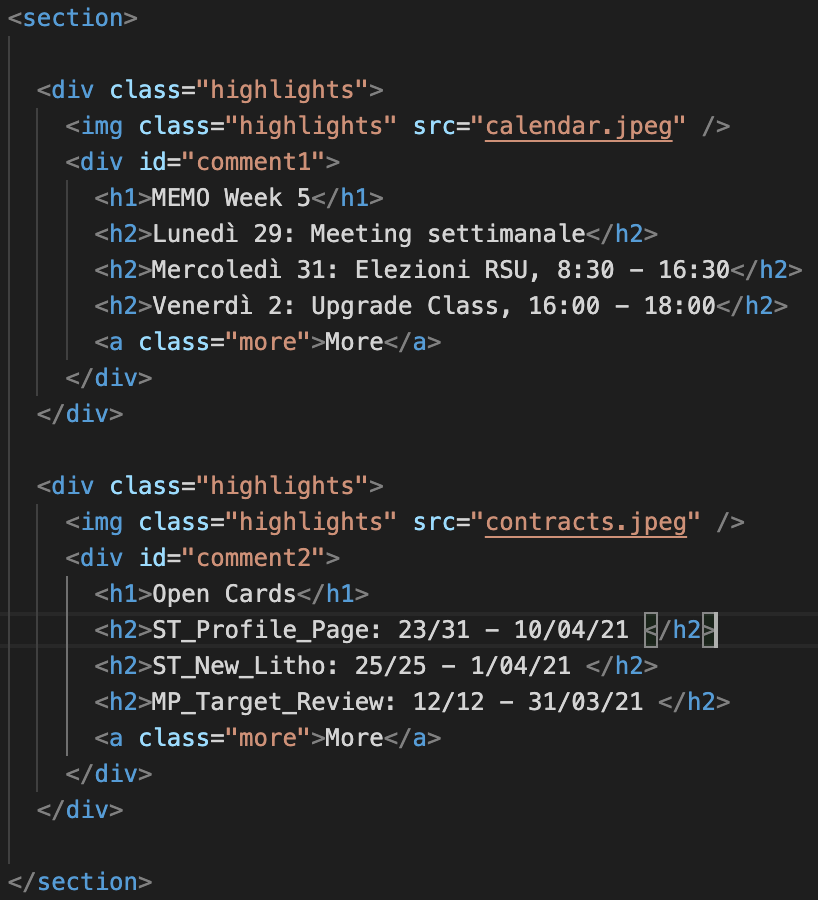 <section>
<div class="highlights">
<img class="highlights" src="calendar.jpeg" />
<div id="comment1">
<h1>MEMO Week 5</h1>
<h2>Lunedì 29: Meeting settimanale</h2>
<h2>Mercoledì 31: Elezioni RSU, 8:30 - 16:30</h2>
<h2>Venerdì 2: Upgrade Class, 16:00 - 18:00</h2>
<a class="more">More</a>
</div>
</div>
<div class="highlights">
<img class="highlights" src="contracts.jpeg" />
<div id="comment2">
<h1>Open Cards</h1>
<h2>ST_Profile_Page: 23/31 - 10/04/21 </h2>
<h2>ST_New_Litho: 25/25 - 1/04/21 </h2>
<h2>MP_Target_Review: 12/12 - 31/03/21 </h2>
<a class="more">More</a>
</div>
</div>
</section>